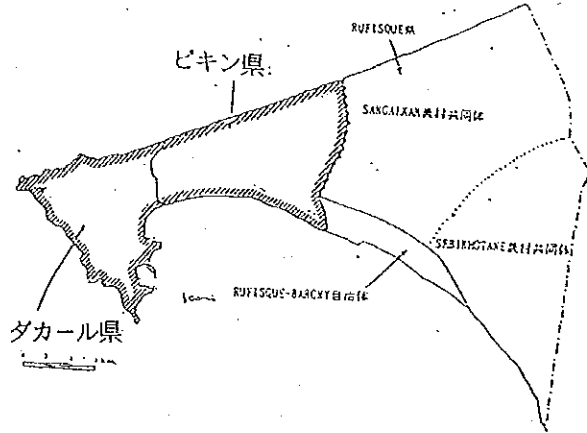 RUFISQUE県
ピキン県
SANGALKAM農村共同体
SEBIKHOTANE農村共同体
RUFISQUE-BARGNY自治体
ダカール県